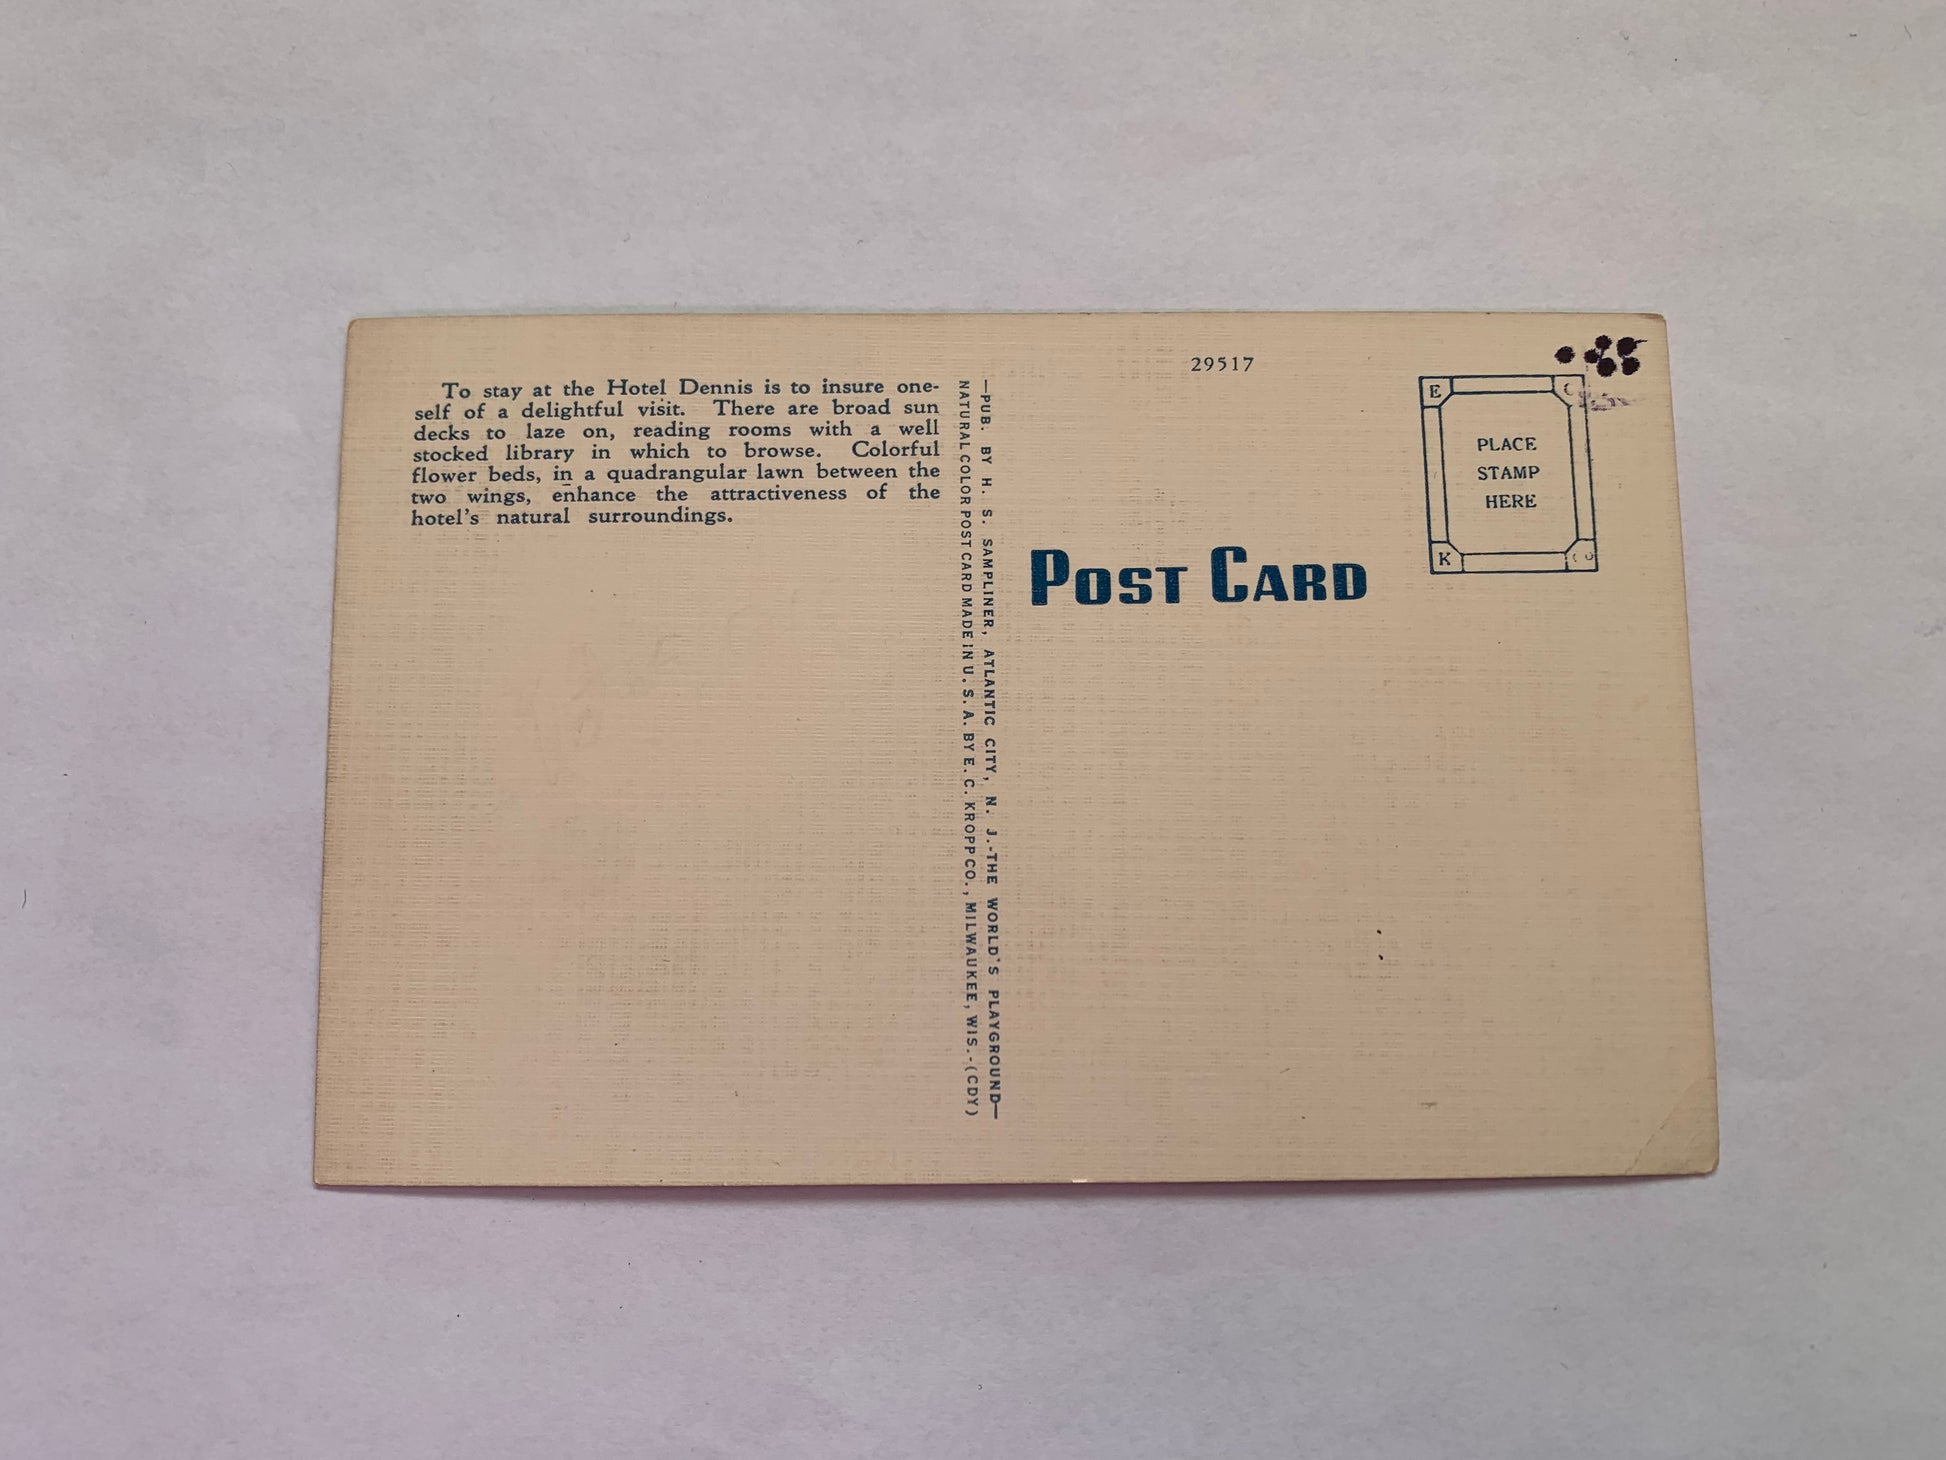 To stay at the Hotel Dennis is to insure one-
self of a delightful visit. There are broad sun
decks to laze on, reading rooms with a well
stocked library in which to browse. Colorful
flower beds, in a quadrangular lawn between the
two wings, enhance the attractiveness of the
hotel's natural surroundings.
—PUB. BY H. S. SAMPLINER, ATLANTIC CITY, N. J.-THE WORLD'S PLAYGROUND—
NATURAL COLOR POST CARD MADE IN U. S. A. BY E. C. KROPP CO., MILWAUKEE, WIS.-(CDY)
29517
POST CARD
E C
PLACE
STAMP
HERE
K CO